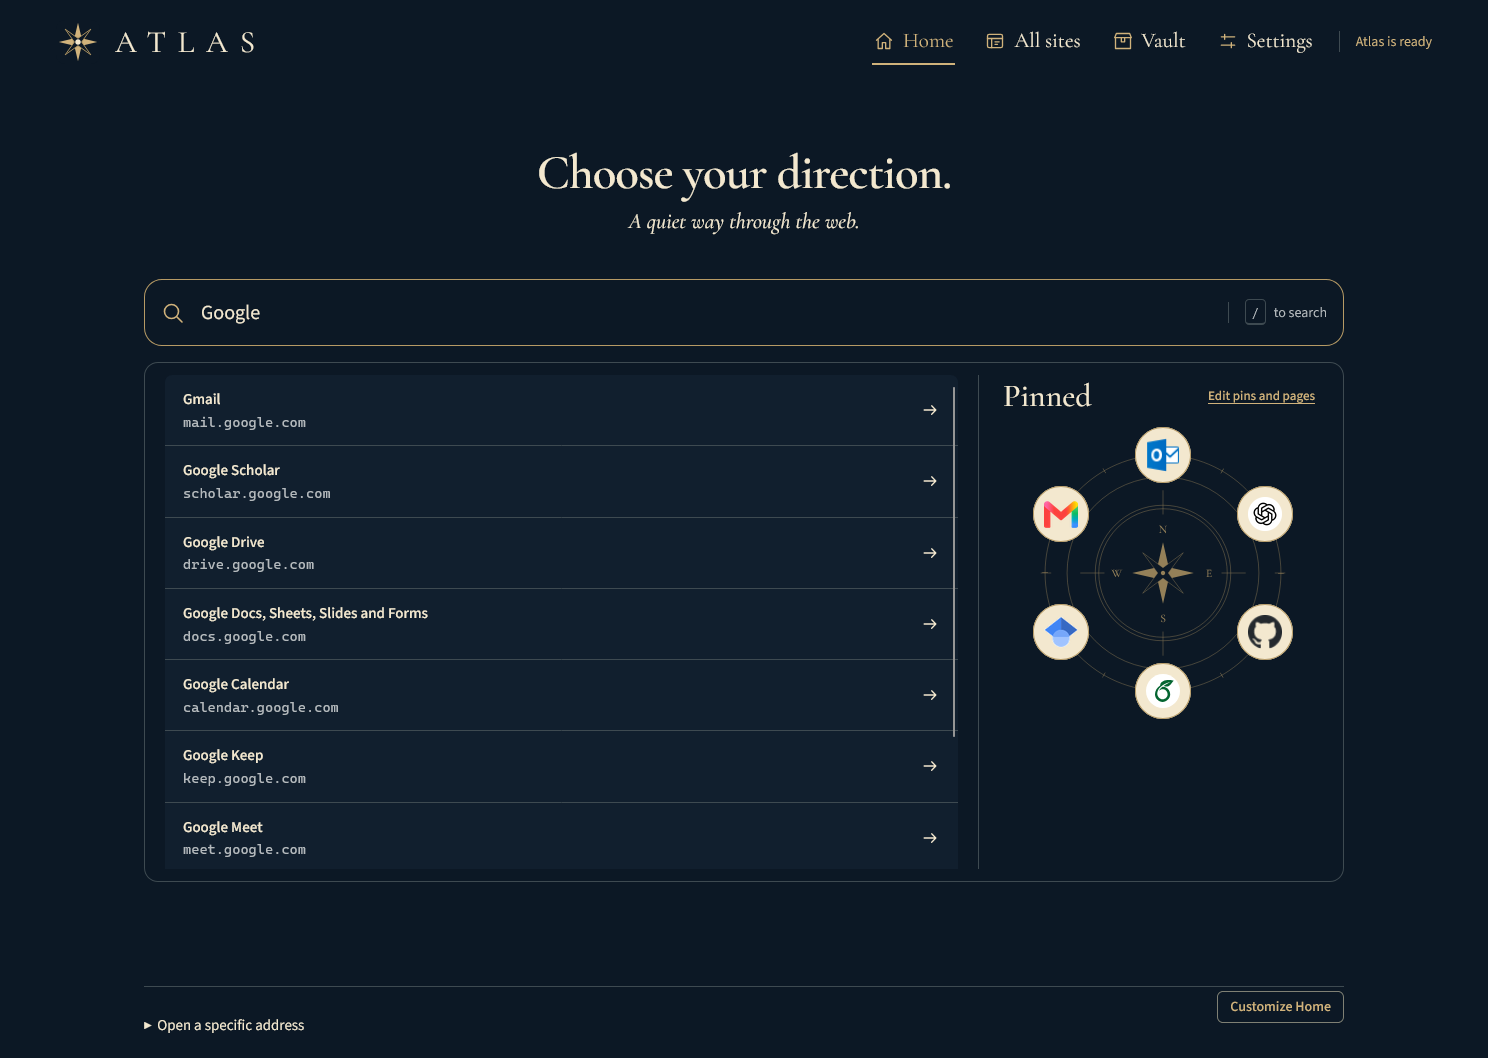 ATLAS
Home
All sites
Vault
Settings
Atlas is ready
Choose your direction.
A quiet way through the web.
Google
/ to search
Gmail
mail.google.com
Google Scholar
scholar.google.com
Google Drive
drive.google.com
Google Docs, Sheets, Slides and Forms
docs.google.com
Google Calendar
calendar.google.com
Google Keep
keep.google.com
Google Meet
meet.google.com
Pinned
Edit pins and pages
N
W E
S
Open a specific address
Customize Home